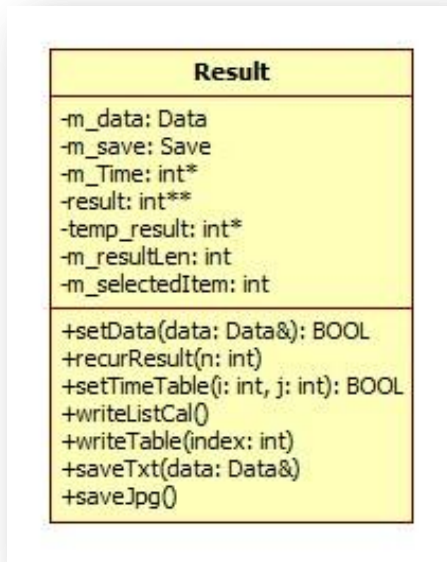 Result
-m_data: Data
-m_save: Save
-m_Time: int*
-result: int**
-temp_result: int*
-m_resultLen: int
-m_selectedItem: int
+setData(data: Data&): BOOL
+recurResult(n: int)
+setTimeTable(i: int, j: int): BOOL
+writeListCal()
+writeTable(index: int)
+saveTxt(data: Data&)
+saveJpg()